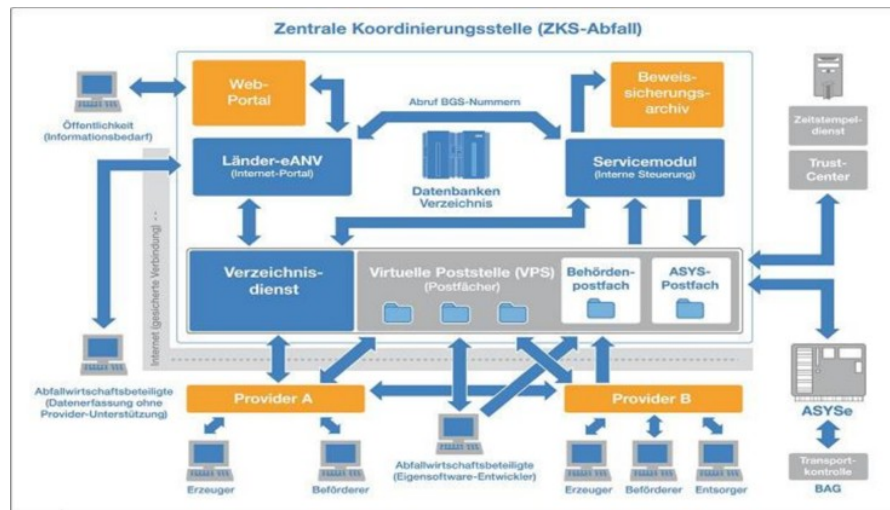 Zentrale Koordinierungsstelle (ZKS-Abfall)
Web-
Portal
Beweis-
sicherungs-
archiv
Abruf BGS-Nummern
Öffentlichkeit
(Informationsbedarf)
Zeitstempel-
dienst
Trust-
Center
Länder-eANV
(Internet-Portal)
Datenbanken
Verzeichnis
Servicemodul
(Interne Steuerung)
Internet (gesicherte Verbindung)
Verzeichnis-
dienst
Virtuelle Poststelle (VPS)
(Postfächer)
Behörden-
postfach
ASYS-
Postfach
Abfallwirtschaftsbeteiligte
(Datenerfassung ohne
Provider-Unterstützung)
Provider A
Provider B
ASYSe
Erzeuger
Beförderer
Abfallwirtschaftsbeteiligte
(Eigensoftware-Entwickler)
Erzeuger
Beförderer
Entsorger
Transport-
kontrolle
BAG